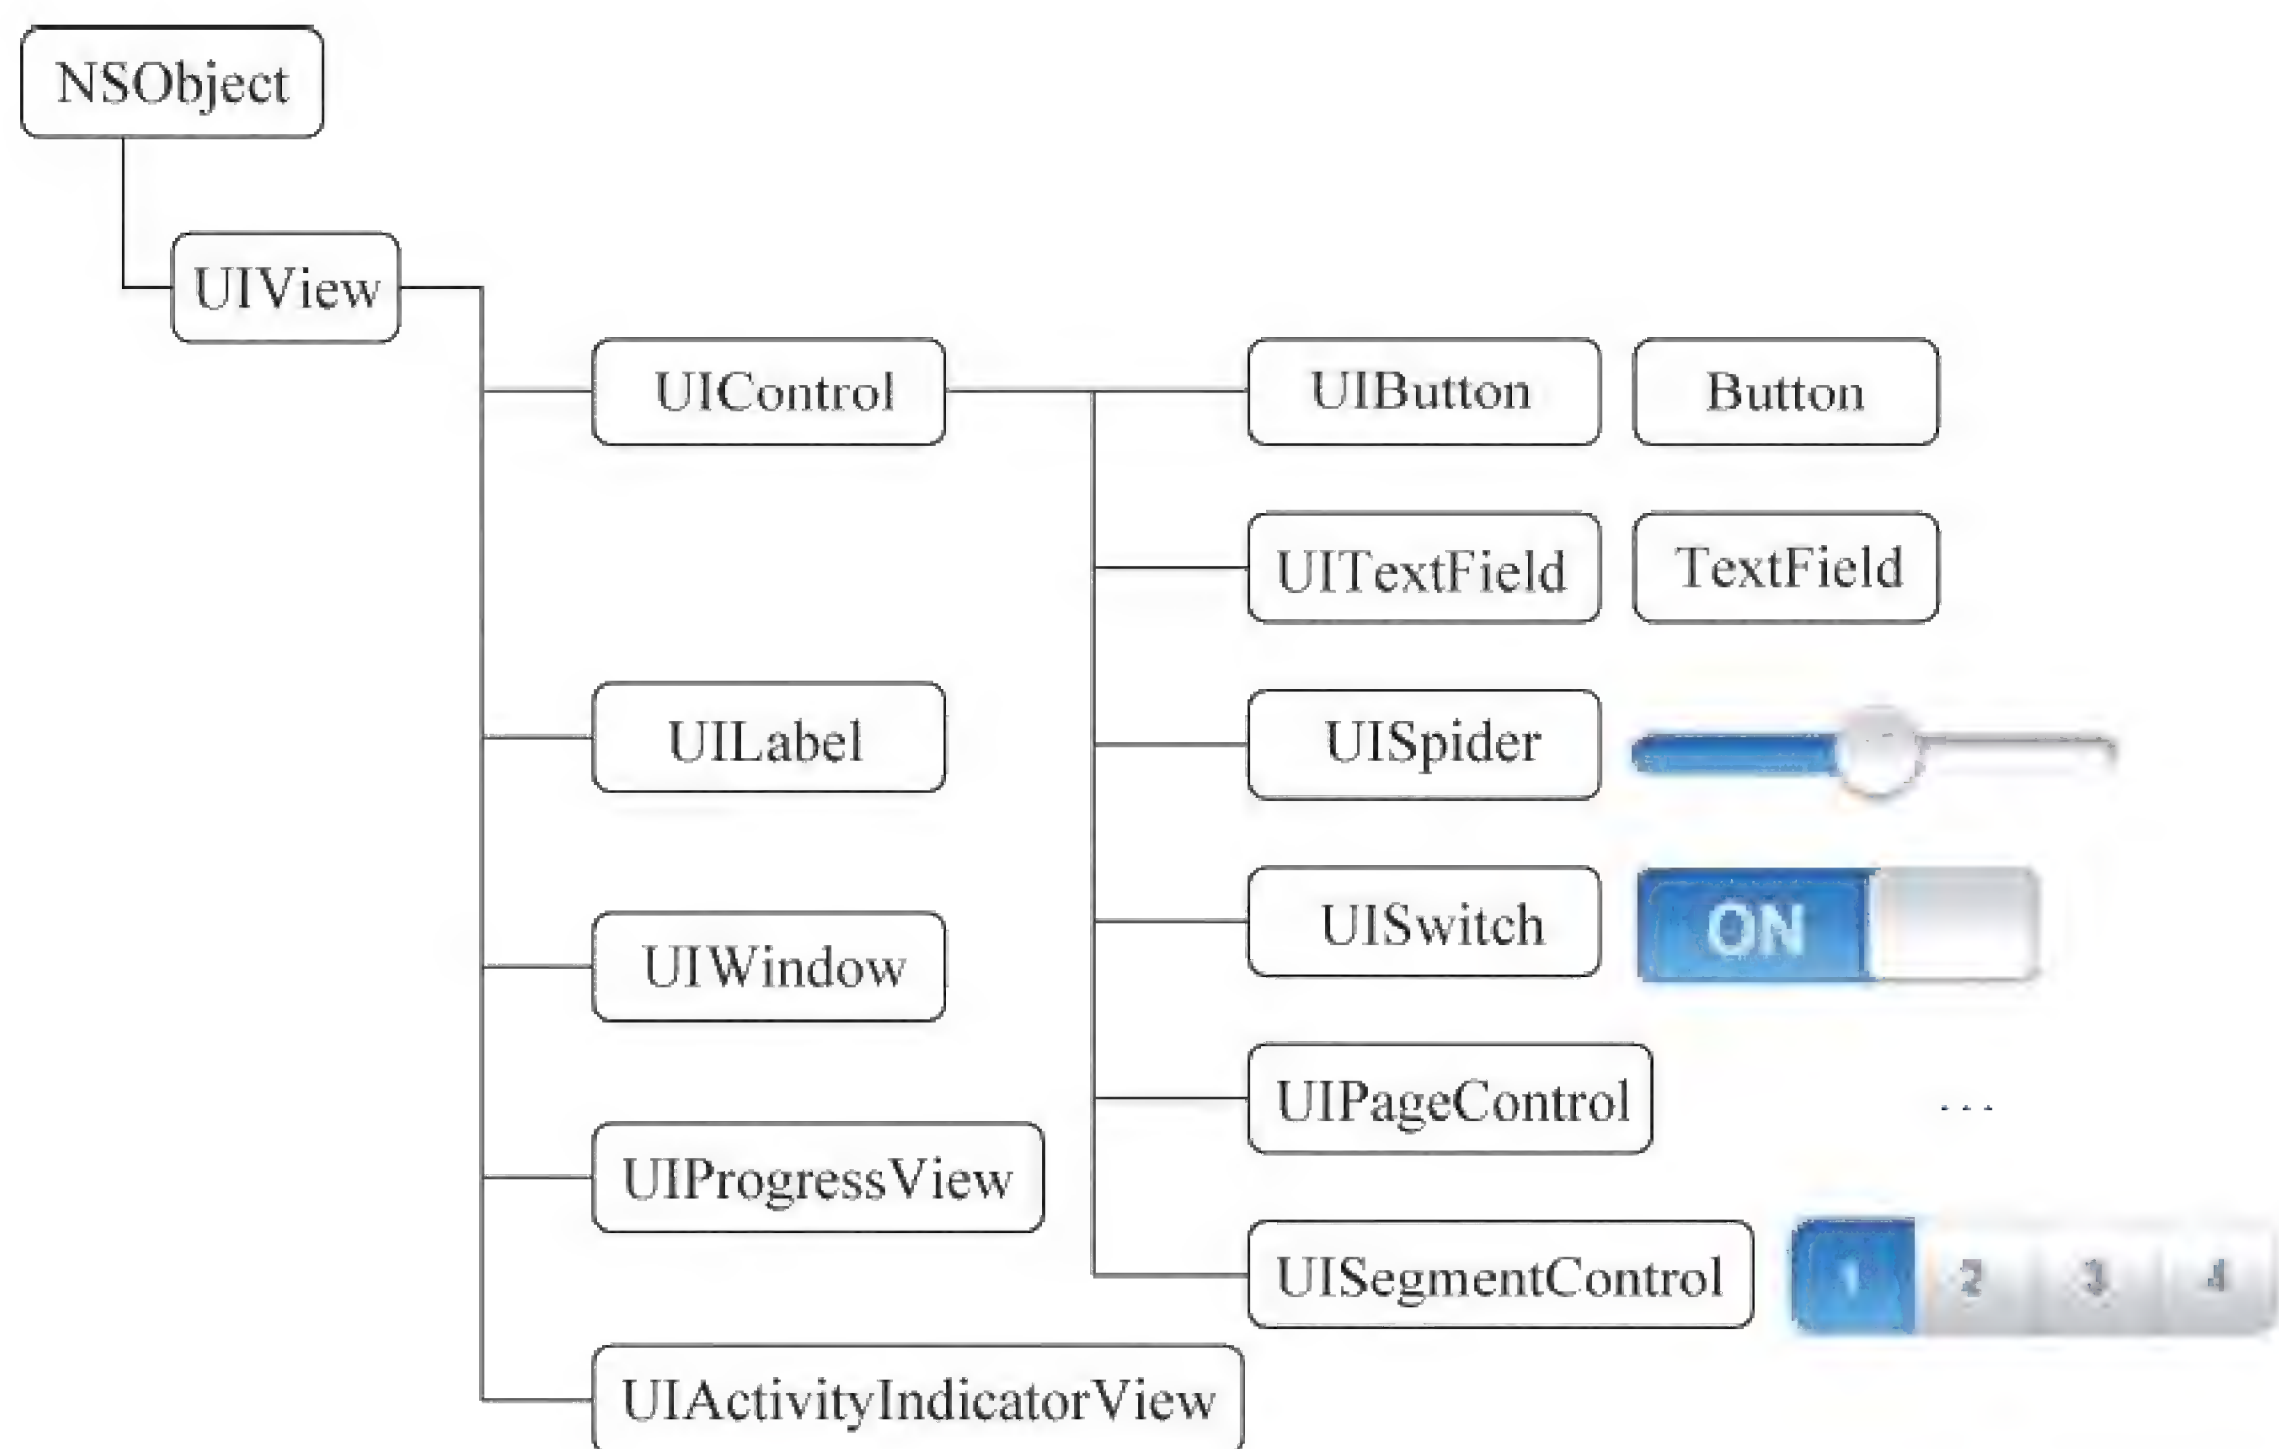 NSObject
UIView
UIControl
UIButton
Button
UITextField
TextField
UILabel
UISpider
UISwitch
ON
UIWindow
UIPageControl
...
UIProgressView
UISegmentControl
1 2 3 4
UIActivityIndicatorView